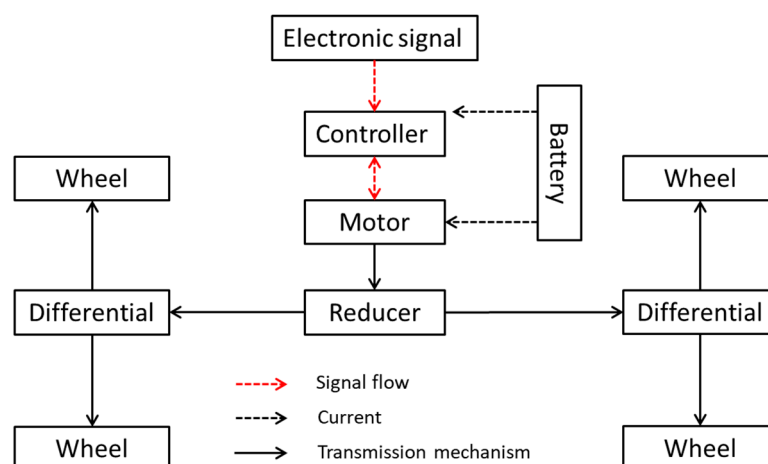 Electronic signal
Controller
Battery
Wheel
Wheel
Motor
Differential
Reducer
Differential
Signal flow
Current
Wheel
Transmission mechanism
Wheel